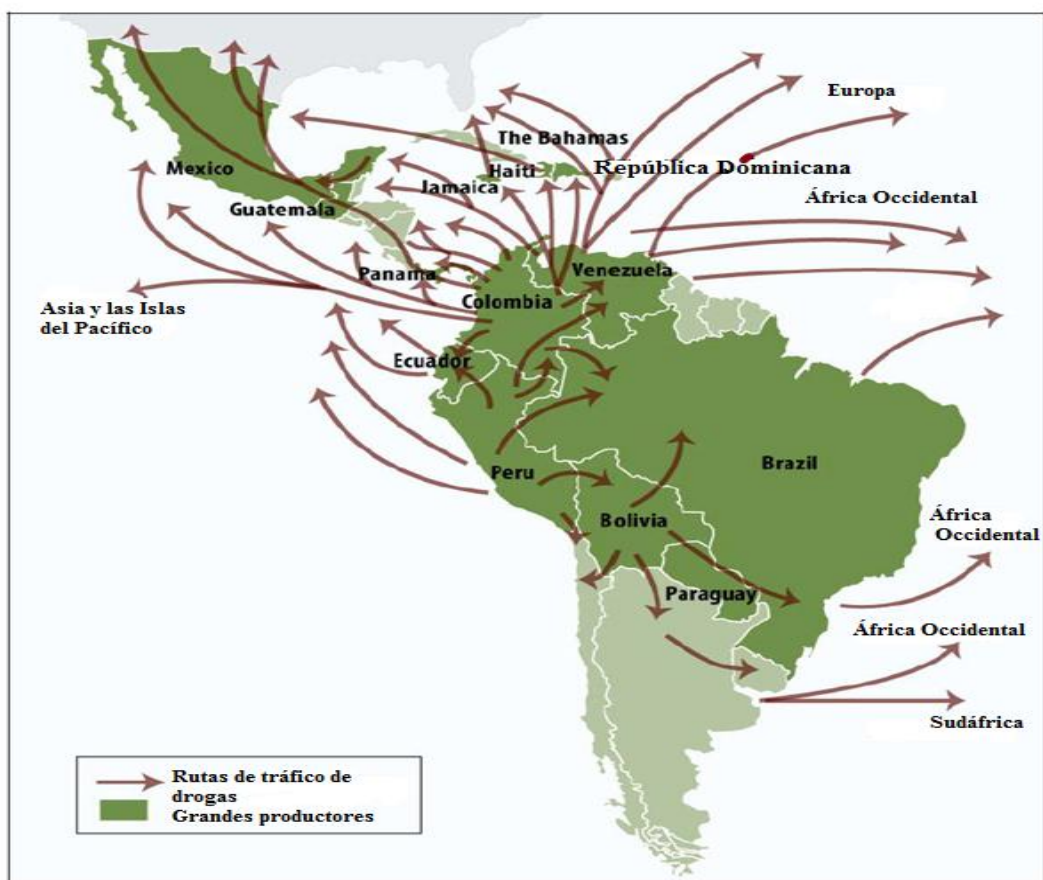 Europa
The Bahamas
Mexico
Haiti
República Dominicana
Jamaica
África Occidental
Guatemala
Panama
Venezuela
Colombia
Asia y las Islas
del Pacífico
Ecuador
Brazil
Peru
Bolivia
África
Occidental
Paraguay
África Occidental
Sudáfrica
Rutas de tráfico de
drogas
Grandes productores